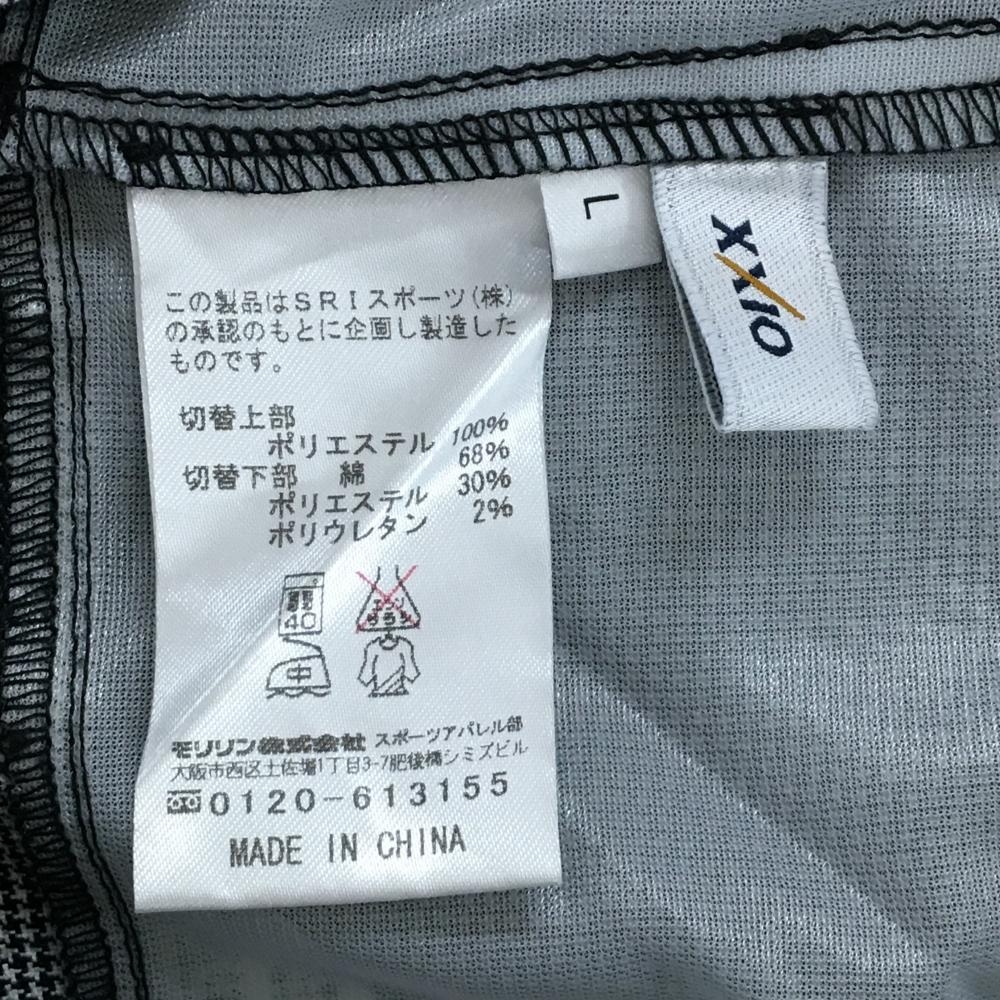 この製品はSRIスポーツ(株)
の承認のもとに企画し製造した
ものです。
切替上部
ポリエステル 100%
切替下部 綿 68%
ポリエステル 30%
ポリウレタン 2%
40
中
モリリン株式会社 スポーツアパレル部
大阪市西区土佐堀1丁目3-7肥後橋シミズビル
0120-613155
MADE IN CHINA
L
XXIO